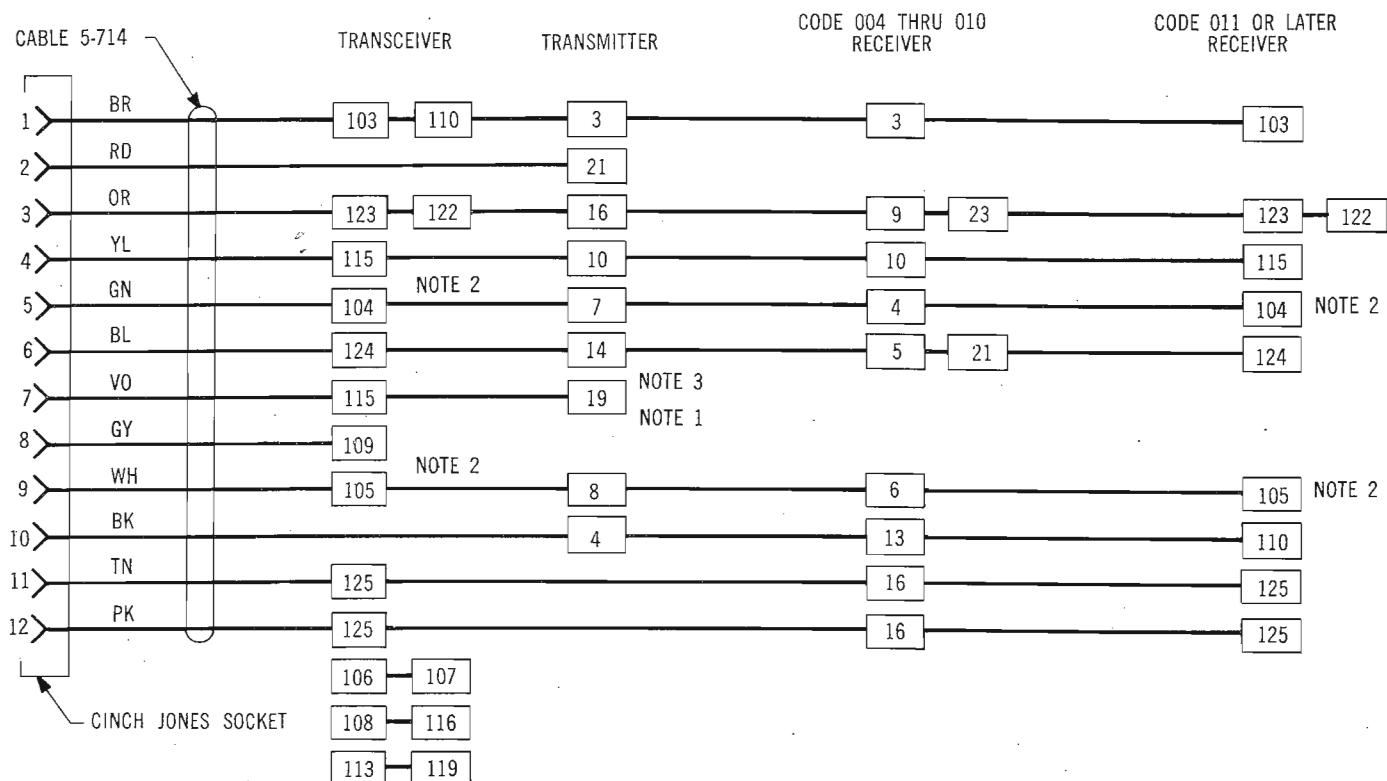 CABLE 5-714 TRANSCEIVER TRANSMITTER CODE 004 THRU 010 RECEIVER CODE 011 OR LATER RECEIVER
1 BR 103 110 3 3 103
2 RD 21
3 OR 123 122 16 9 23 123 122
4 YL 115 10 10 115
5 GN 104 NOTE 2 7 4 104 NOTE 2
6 BL 124 14 5 21 124
7 VO 115 19 NOTE 3
NOTE 1
8 GY 109
9 WH 105 NOTE 2 8 6 105 NOTE 2
10 BK 4 13 110
11 TN 125 16 125
12 PK 125 16 125
106 107
CINCH JONES SOCKET 108 116
113 119